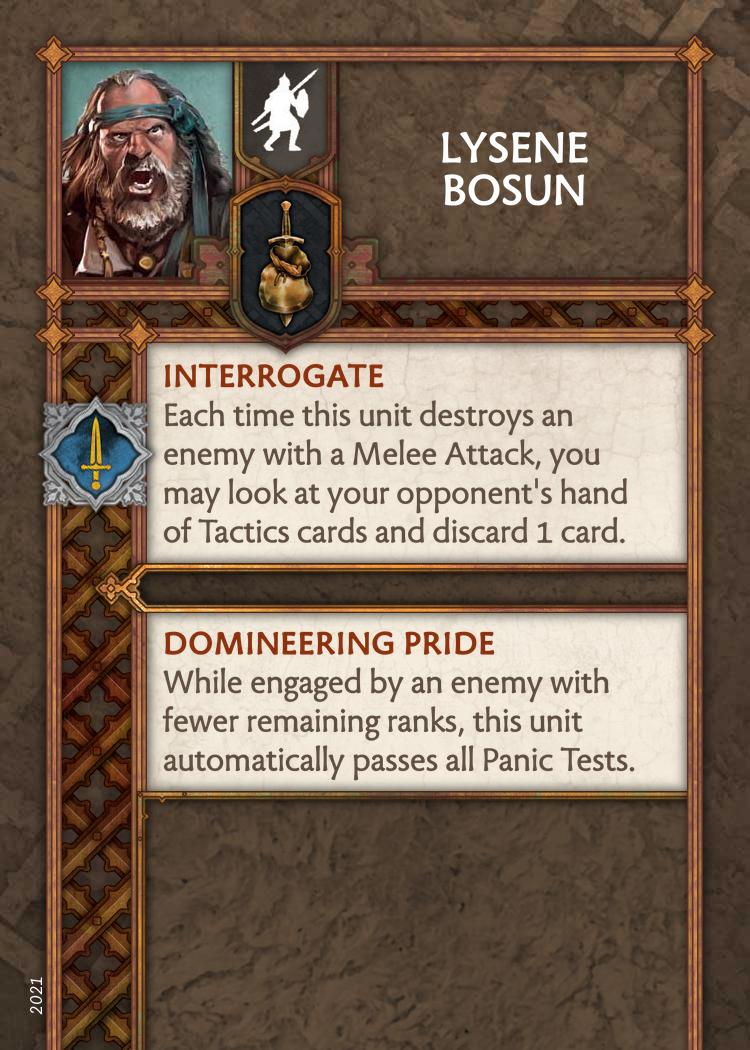 LYSENE
BOSUN
INTERROGATE
Each time this unit destroys an
enemy with a Melee Attack, you
may look at your opponent's hand
of Tactics cards and discard 1 card.
DOMINEERING PRIDE
While engaged by an enemy with
fewer remaining ranks, this unit
automatically passes all Panic Tests.
2021